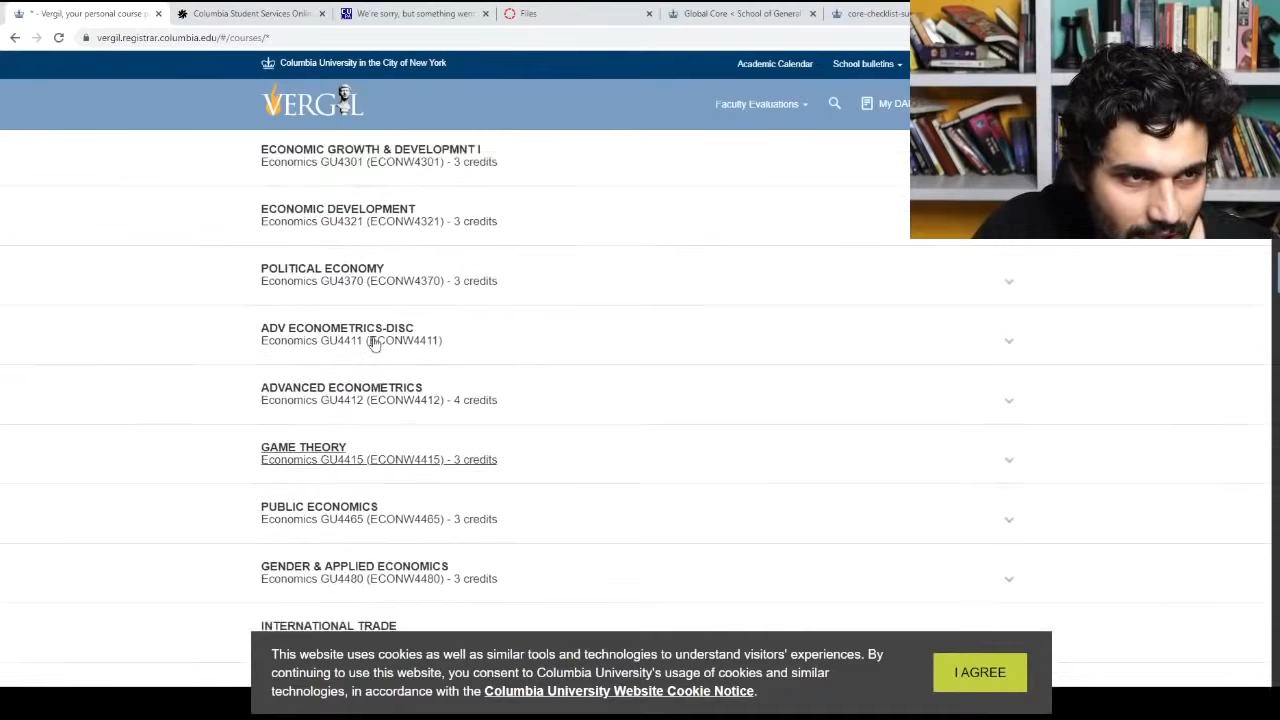 * - Vergil, your personal course p
Columbia Student Services Onlin
We're sorry, but something went
Files
Global Core < School of General
core-checklist-su
vergil.registrar.columbia.edu/#/courses/*
Columbia University in the City of New York
Academic Calendar
School bulletins
VERGIL
Faculty Evaluations
My DA
ECONOMIC GROWTH & DEVELOPMNT I
Economics GU4301 (ECONW4301) - 3 credits
ECONOMIC DEVELOPMENT
Economics GU4321 (ECONW4321) - 3 credits
POLITICAL ECONOMY
Economics GU4370 (ECONW4370) - 3 credits
ADV ECONOMETRICS-DISC
Economics GU4411 (ECONW4411)
ADVANCED ECONOMETRICS
Economics GU4412 (ECONW4412) - 4 credits
GAME THEORY
Economics GU4415 (ECONW4415) - 3 credits
PUBLIC ECONOMICS
Economics GU4465 (ECONW4465) - 3 credits
GENDER & APPLIED ECONOMICS
Economics GU4480 (ECONW4480) - 3 credits
INTERNATIONAL TRADE
This website uses cookies as well as similar tools and technologies to understand visitors' experiences. By
continuing to use this website, you consent to Columbia University's usage of cookies and similar
technologies, in accordance with the Columbia University Website Cookie Notice.
I AGREE